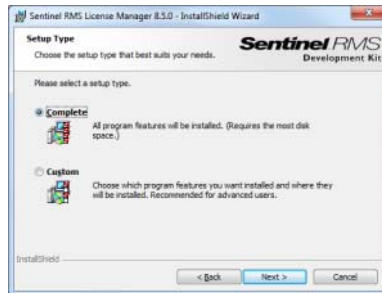 Sentinel RMS License Manager 8.5.0 - InstallShield Wizard
Setup Type
Choose the setup type that best suits your needs.
Sentinel RMS
Development Kit
Please select a setup type.
Complete
All program features will be installed. (Requires the most disk
space.)
Custom
Choose which program features you want installed and where they
will be installed. Recommended for advanced users.
InstallShield
< Back
Next >
Cancel